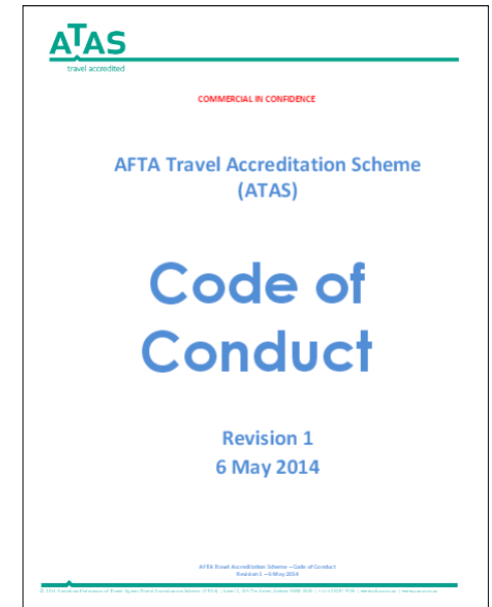 ATAS
travel accredited
COMMERCIAL IN CONFIDENCE
AFTA Travel Accreditation Scheme
(ATAS)
Code of
Conduct
Revision 1
6 May 2014
AFTA Travel Accreditation Scheme – Code of Conduct
Revision 1 – 6 May 2014